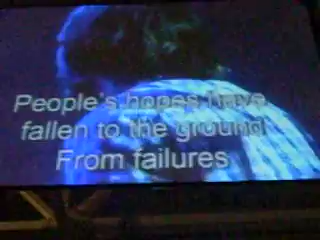 People's hopes have
fallen to the ground
From failures